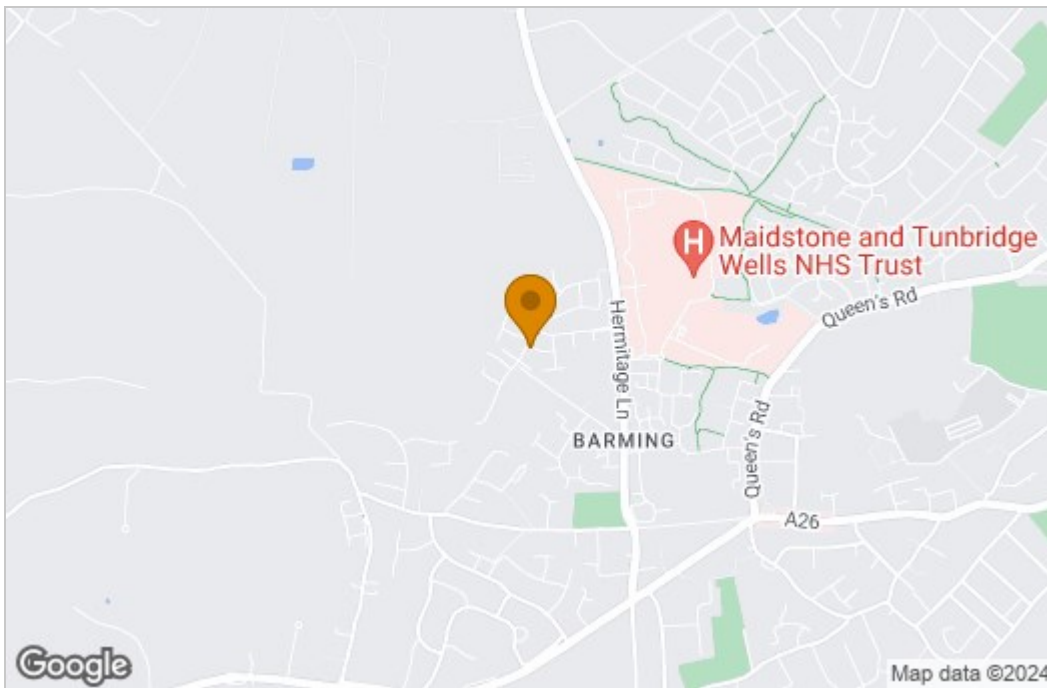 H
Maidstone and Tunbridge
Wells NHS Trust
Queen's Rd
Hermitage Ln
Queen's Rd
BARMING
A26
Google
Map data ©2024